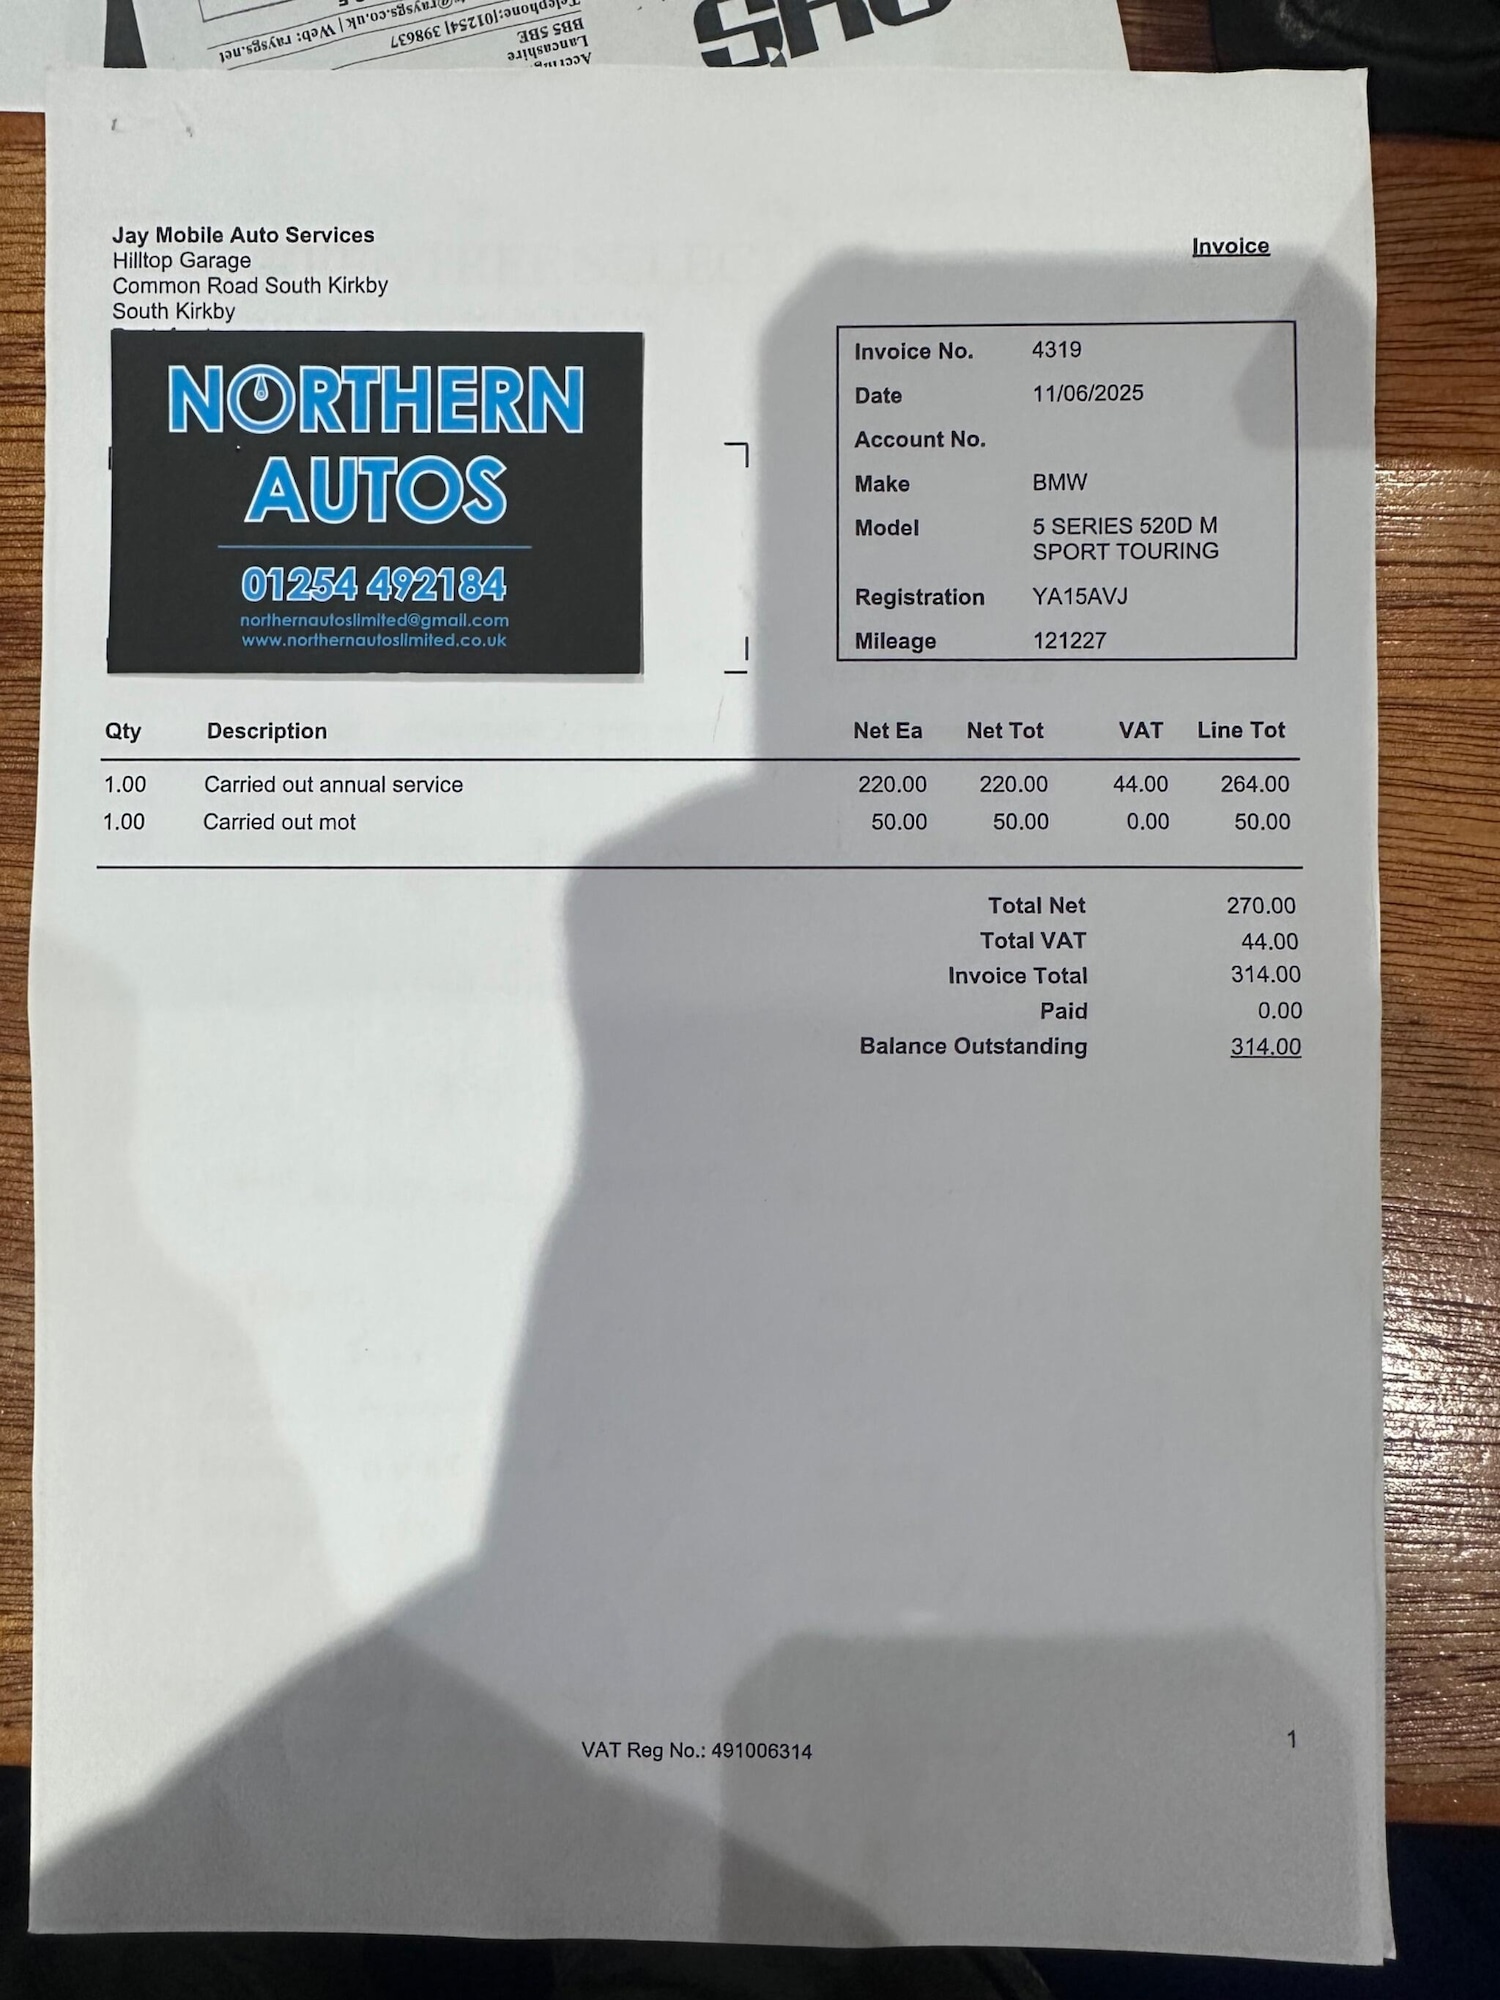 Lancashire
BB5 5BE
Telephone: [01254] 398637
raysgs.co.uk | Web: raysgs.net
Jay Mobile Auto Services
Hilltop Garage
Common Road South Kirkby
South Kirkby
NORTHERN
AUTOS
01254 492184
northernautoslimited@gmail.com
www.northernautoslimited.co.uk
Invoice
Invoice No. 4319
Date 11/06/2025
Account No.
Make BMW
Model 5 SERIES 520D M
SPORT TOURING
Registration YA15AVJ
Mileage 121227
Qty Description Net Ea Net Tot VAT Line Tot
1.00 Carried out annual service 220.00 220.00 44.00 264.00
1.00 Carried out mot 50.00 50.00 0.00 50.00
Total Net 270.00
Total VAT 44.00
Invoice Total 314.00
Paid 0.00
Balance Outstanding 314.00
VAT Reg No.: 491006314
1